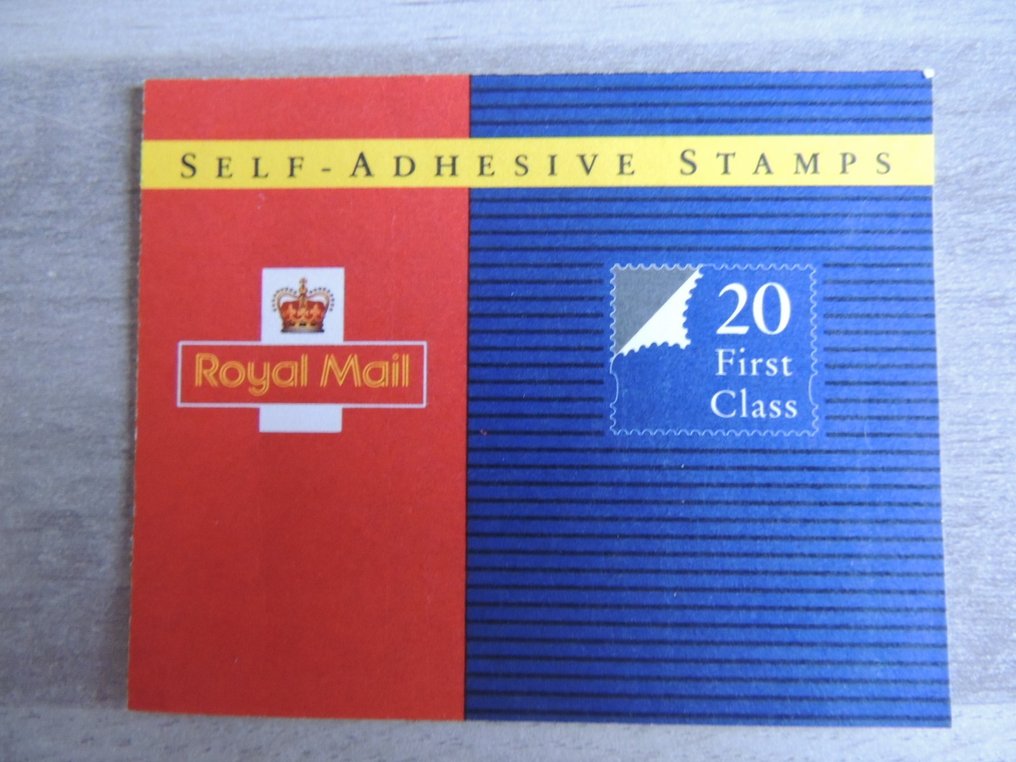 SELF-ADHESIVE STAMPS
Royal Mail
20
First
Class